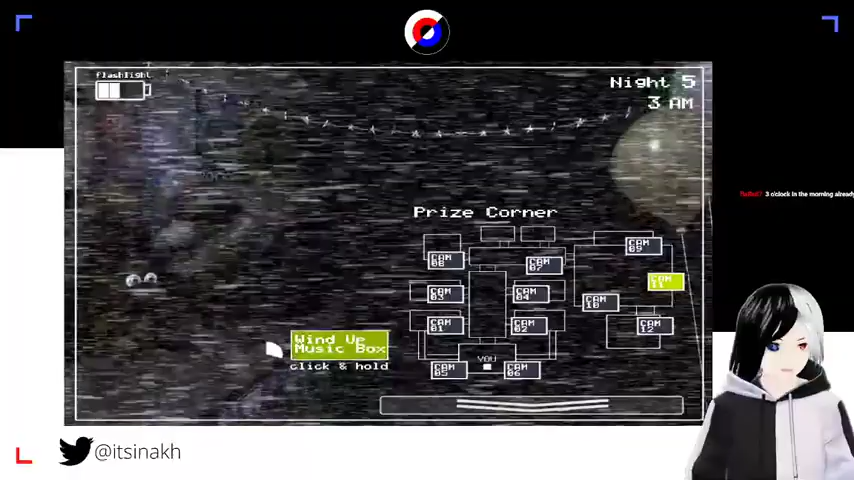 flashlight
Night 5
3 AM
3 o'clock in the morning already
Prize Corner
CAM 09
CAM 08
CAM 07
CAM 11
CAM 03
CAM 04
CAM 10
CAM 01
CAM 02
CAM 12
Wind Up
Music Box
click & hold
YOU
CAM 05
CAM 06
@itsinakh